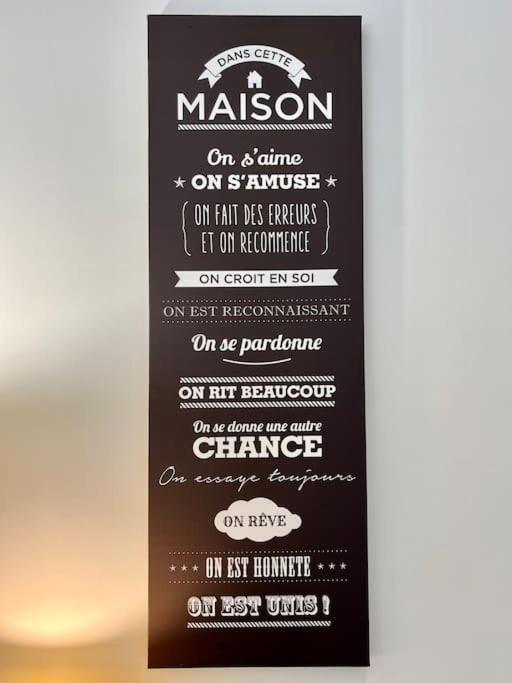 DANS CETTE
MAISON
On s'aime
ON S'AMUSE
ON FAIT DES ERREURS
ET ON RECOMMENCE
ON CROIT EN SOI
ON EST RECONNAISSANT
On se pardonne
ON RIT BEAUCOUP
On se donne une autre
CHANCE
On essaye toujours
ON RÊVE
ON EST HONNETE
ON EST UNIS !